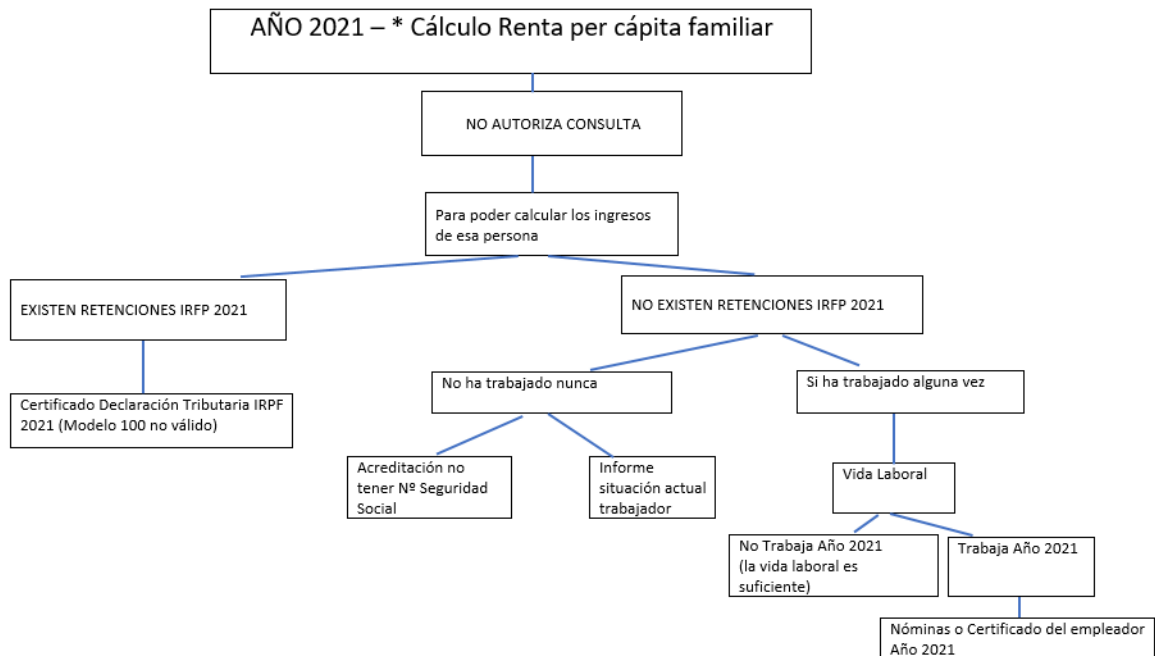 AÑO 2021 – * Cálculo Renta per cápita familiar
NO AUTORIZA CONSULTA
Para poder calcular los ingresos
de esa persona
EXISTEN RETENCIONES IRFP 2021
NO EXISTEN RETENCIONES IRFP 2021
Certificado Declaración Tributaria IRPF
2021 (Modelo 100 no válido)
No ha trabajado nunca
Si ha trabajado alguna vez
Acreditación no
tener Nº Seguridad
Social
Informe
situación actual
trabajador
Vida Laboral
No Trabaja Año 2021
(la vida laboral es
suficiente)
Trabaja Año 2021
Nóminas o Certificado del empleador
Año 2021